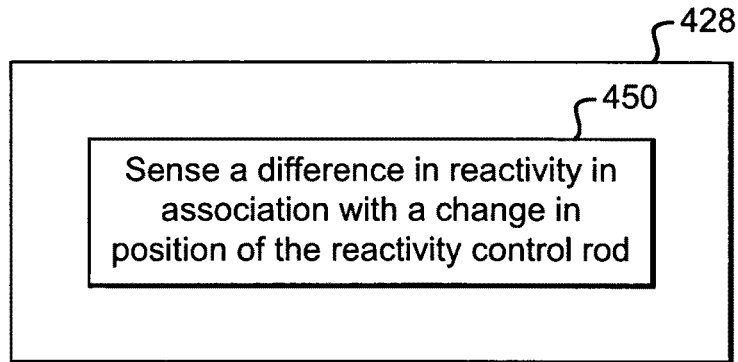 428
450
Sense a difference in reactivity in
association with a change in
position of the reactivity control rod